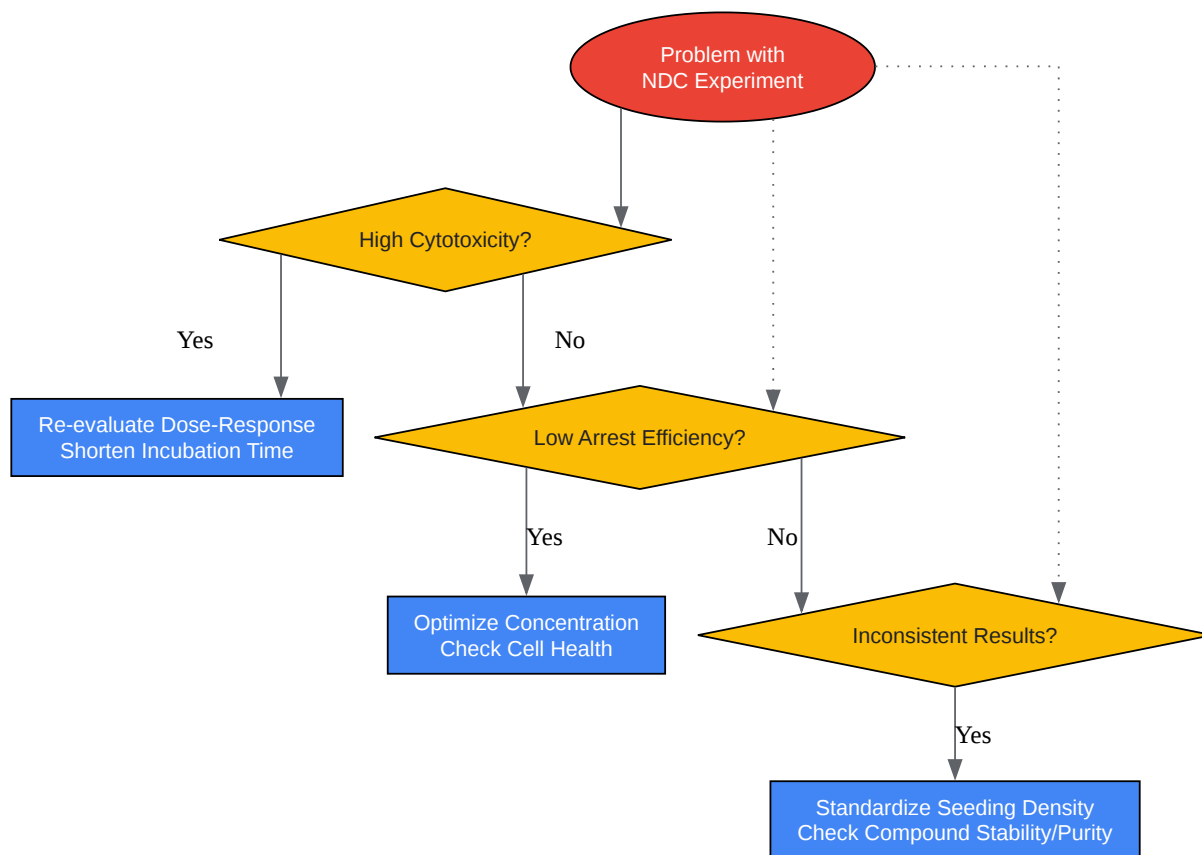 Problem with
NDC Experiment
High Cytotoxicity?
Yes
No
Re-evaluate Dose-Response
Shorten Incubation Time
Low Arrest Efficiency?
Yes
No
Optimize Concentration
Check Cell Health
Inconsistent Results?
Yes
Standardize Seeding Density
Check Compound Stability/Purity